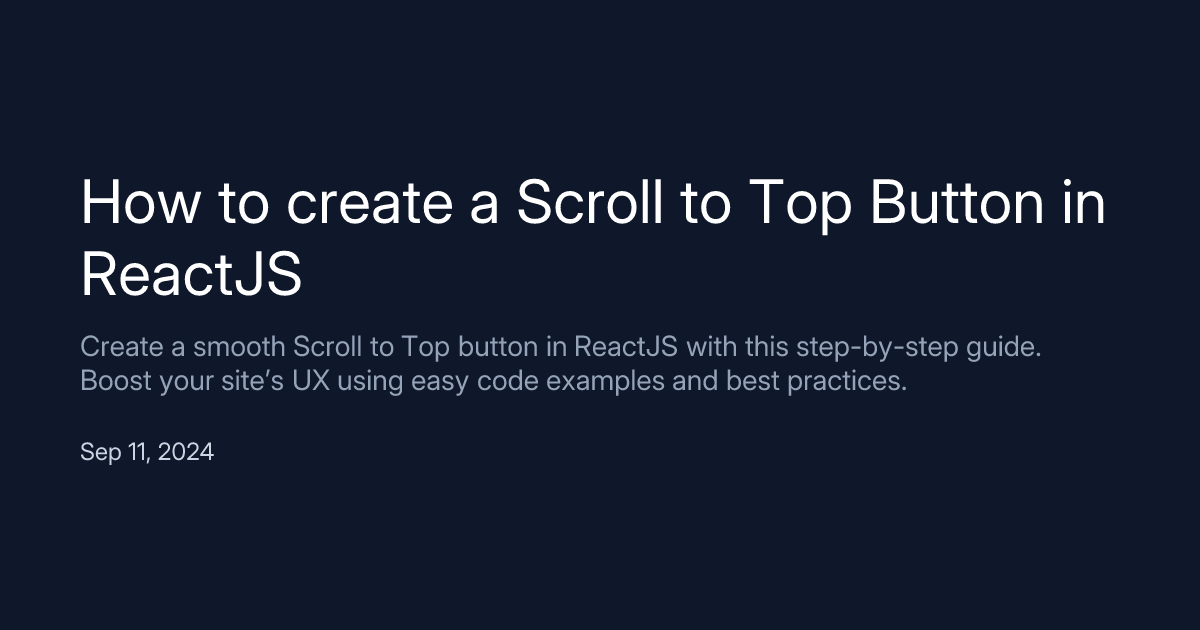 How to create a Scroll to Top Button in
ReactJS
Create a smooth Scroll to Top button in ReactJS with this step-by-step guide.
Boost your site’s UX using easy code examples and best practices.
Sep 11, 2024